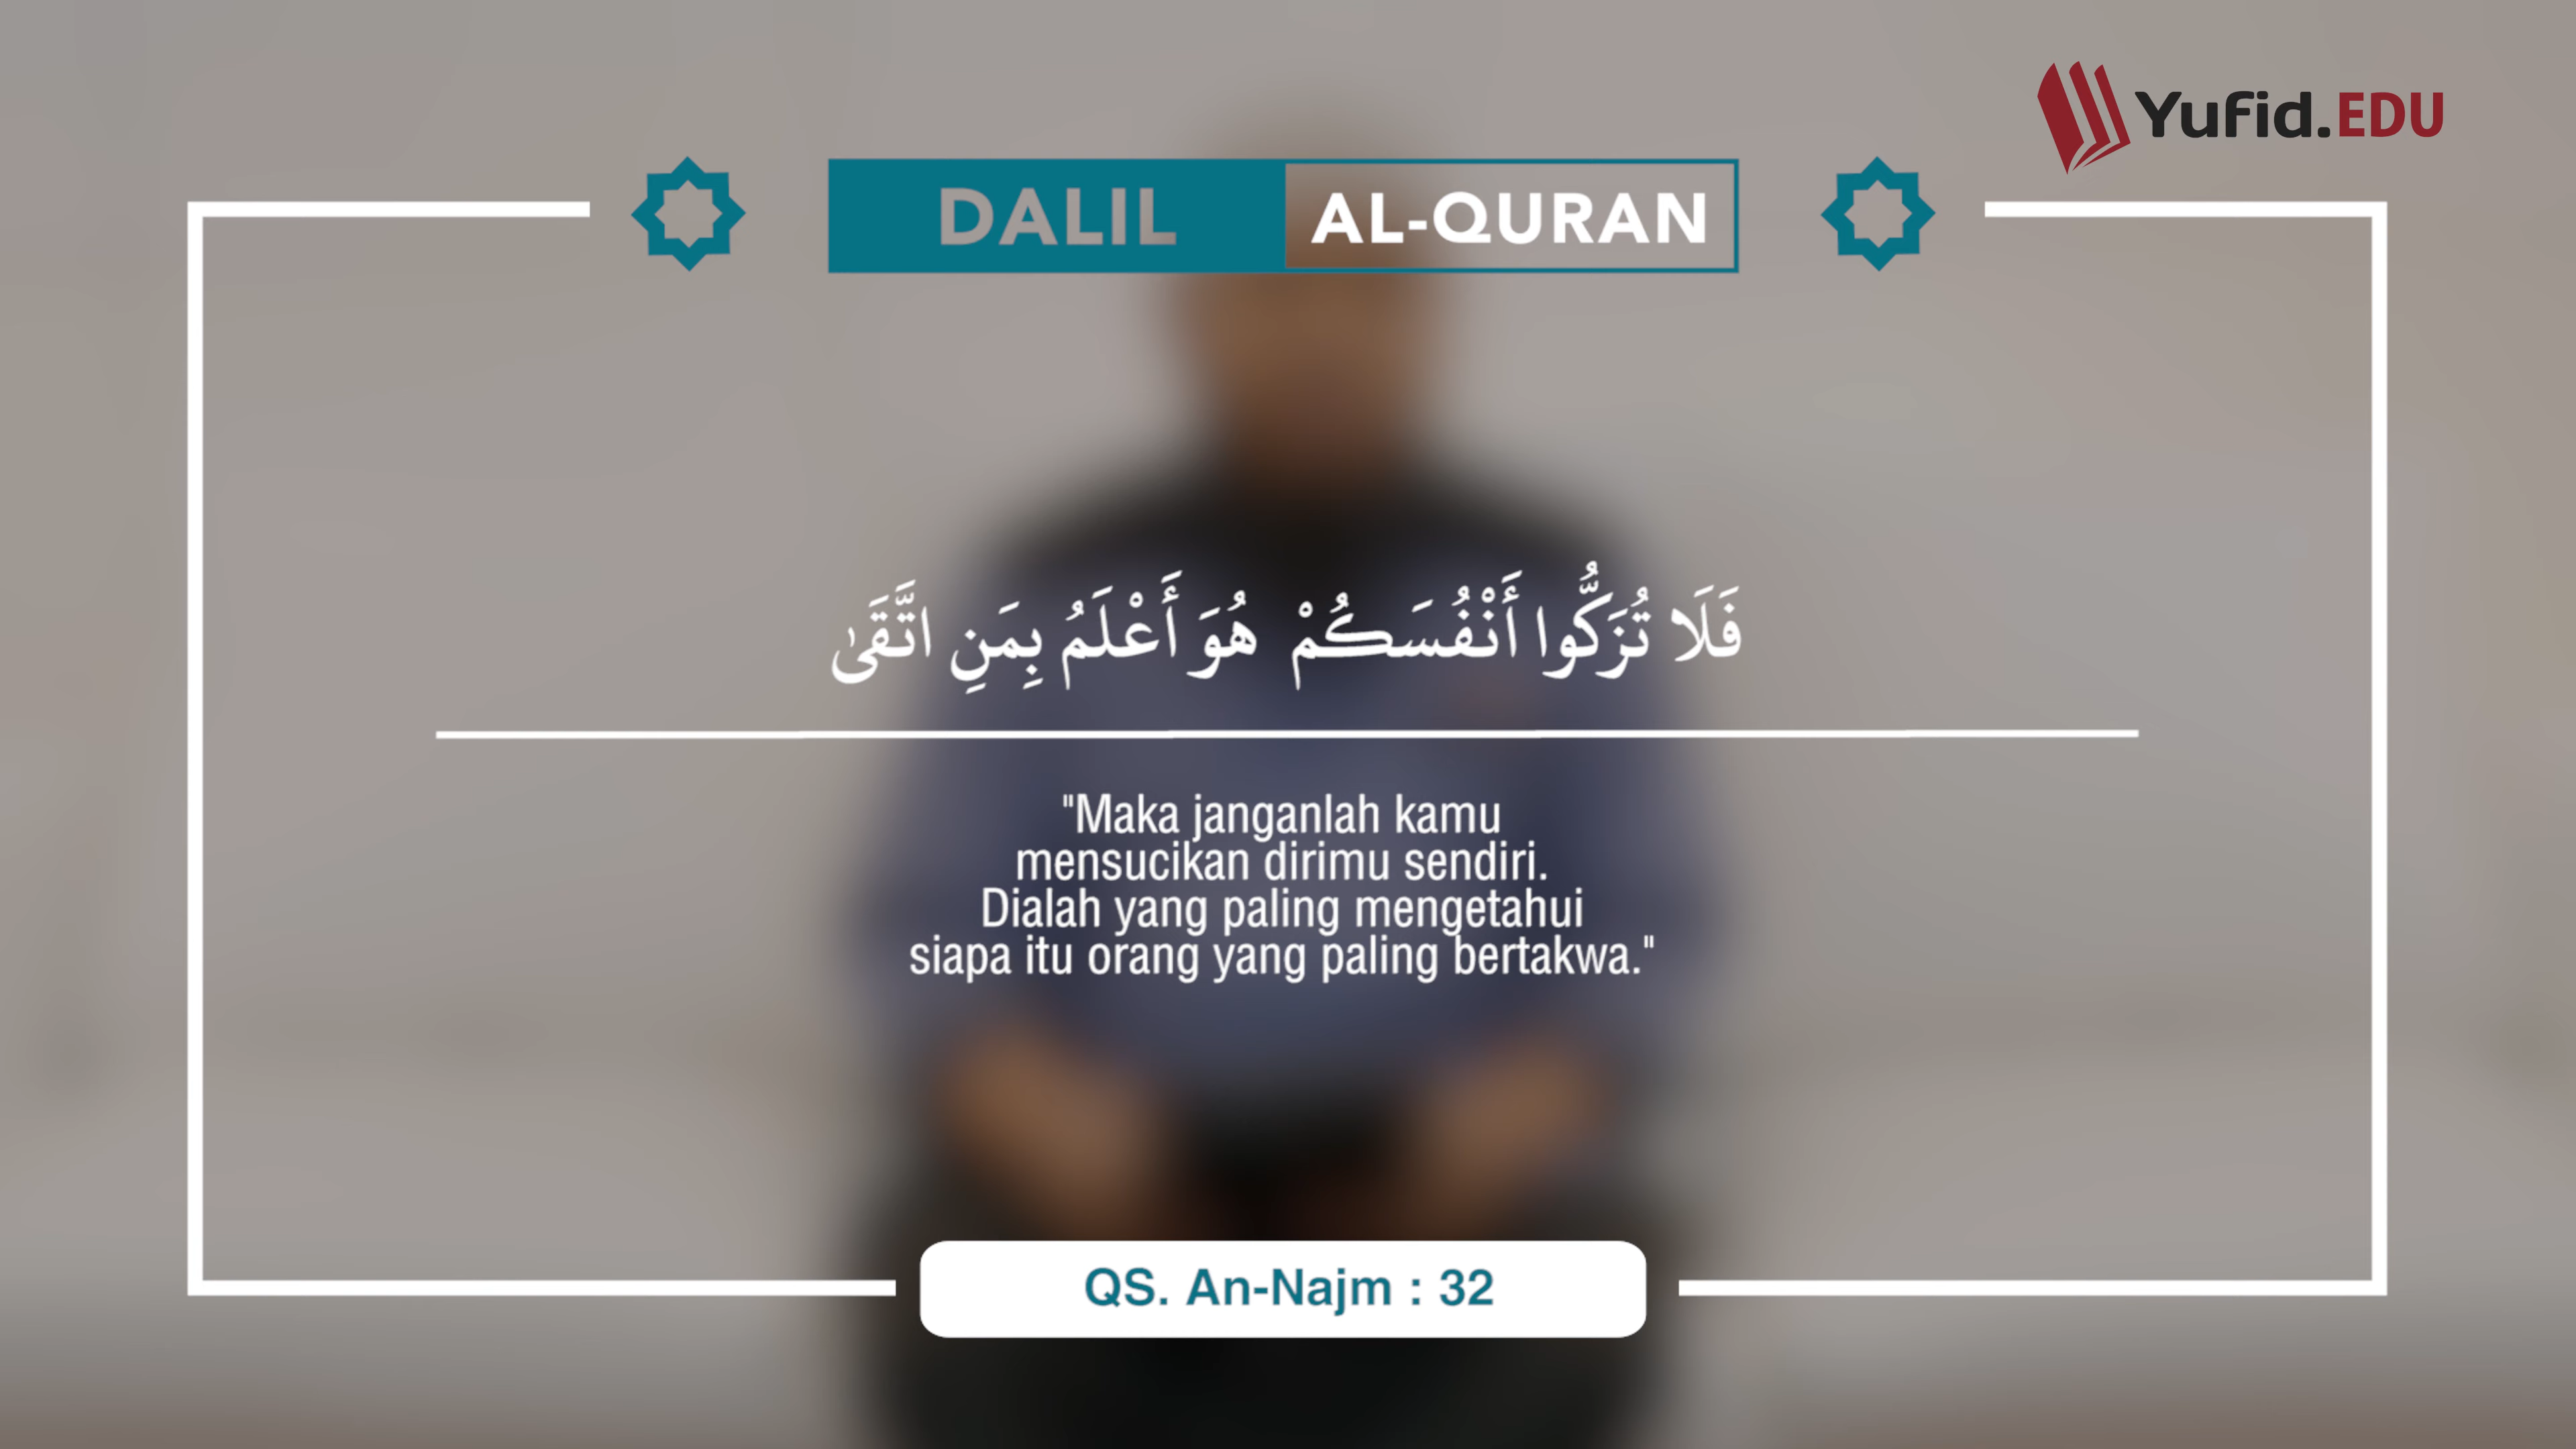 Yufid.EDU
DALIL AL-QURAN
فَلَا تُزَكُّوا أَنْفُسَكُمْ هُوَ أَعْلَمُ بِمَنِ اتَّقَىٰ
"Maka janganlah kamu
mensucikan dirimu sendiri.
Dialah yang paling mengetahui
siapa itu orang yang paling bertakwa."
QS. An-Najm : 32